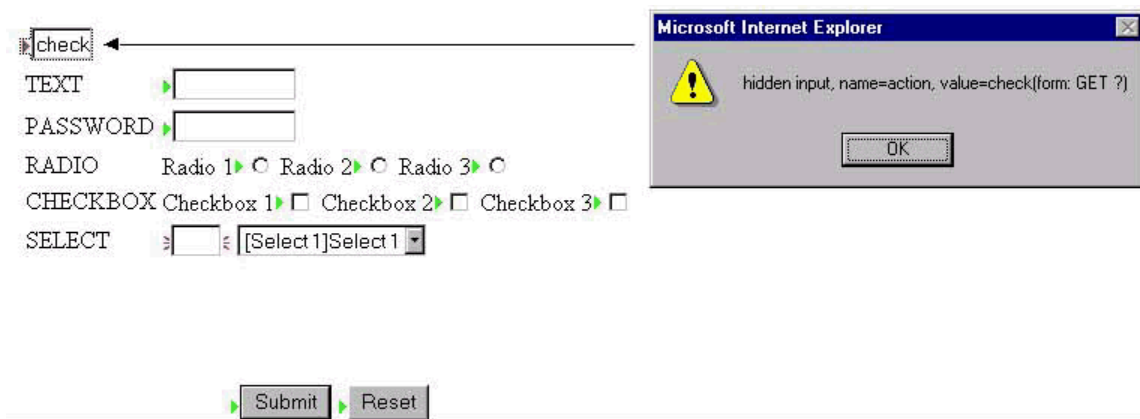 check
TEXT
PASSWORD
RADIO Radio 1 Radio 2 Radio 3
CHECKBOX Checkbox 1 Checkbox 2 Checkbox 3
SELECT [Select 1]Select 1
Submit Reset
Microsoft Internet Explorer
hidden input, name=action, value=check(form: GET ?)
OK